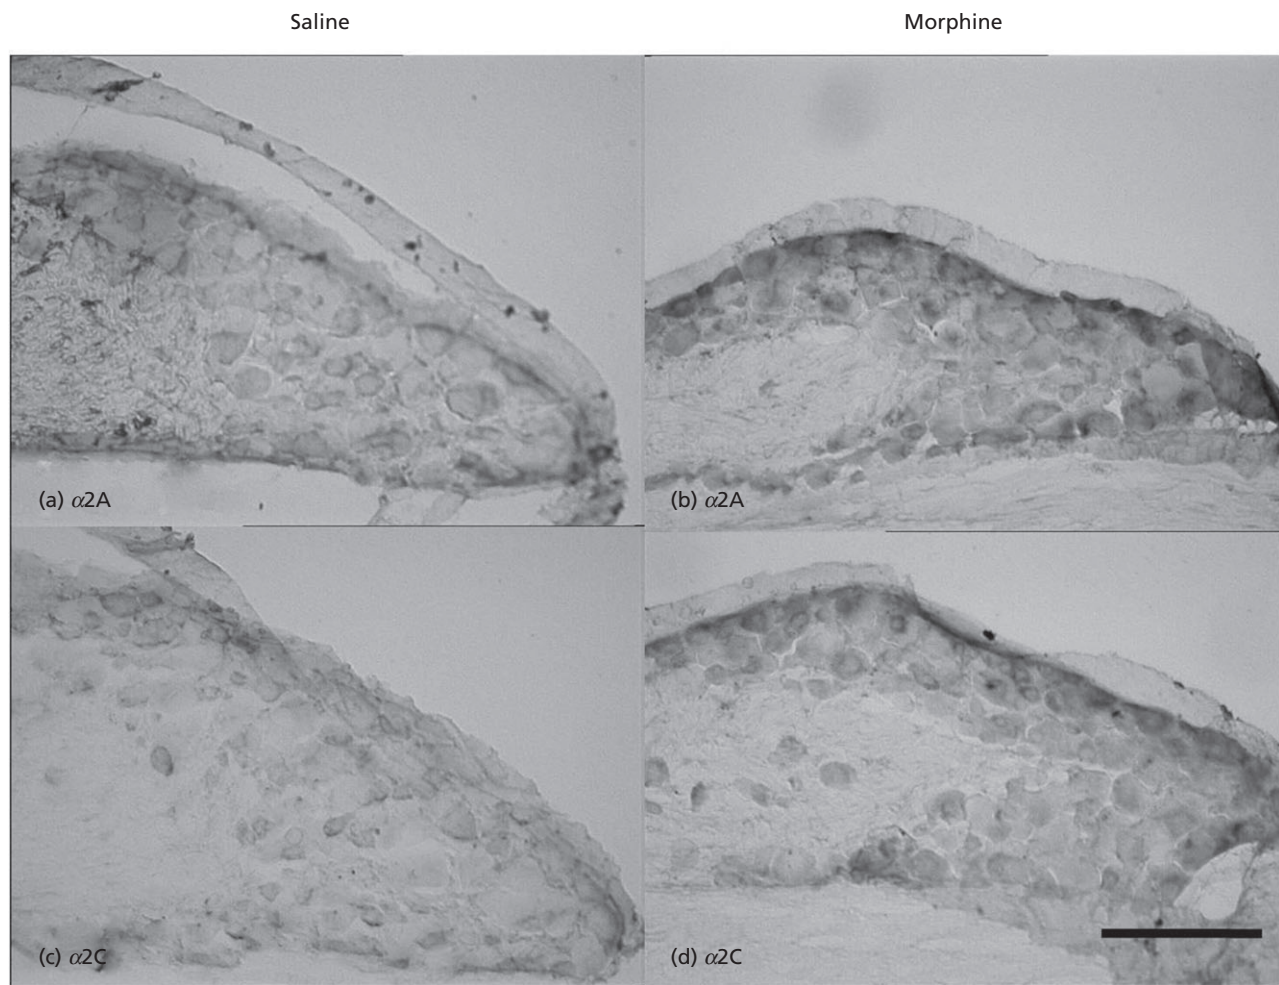 Saline
Morphine
(a) α2A
(b) α2A
(c) α2C
(d) α2C